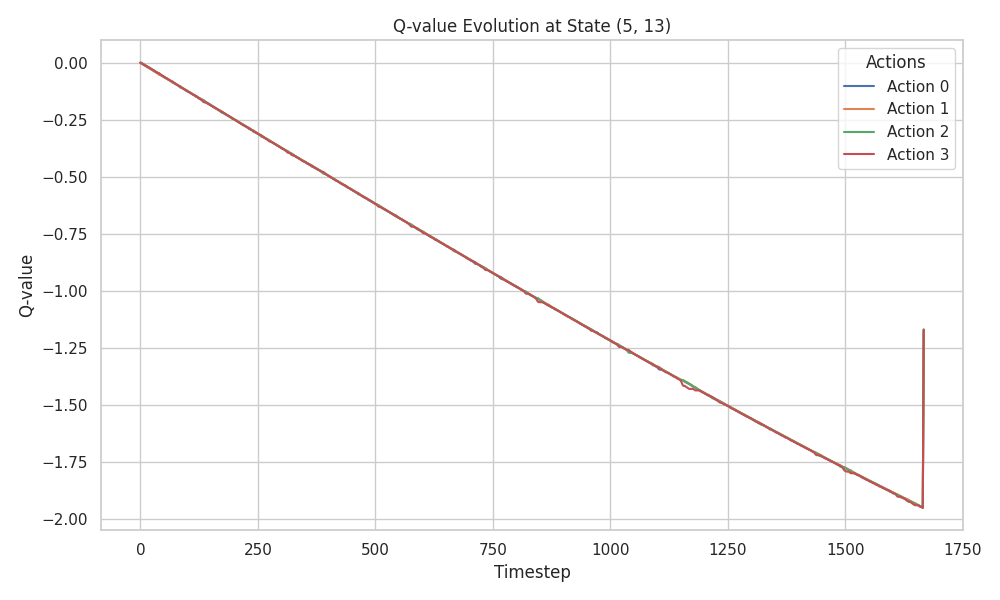 Q-value Evolution at State (5, 13)
Actions
Action 0
Action 1
Action 2
Action 3
Q-value
0.00
−0.25
−0.50
−0.75
−1.00
−1.25
−1.50
−1.75
−2.00
0 250 500 750 1000 1250 1500 1750
Timestep